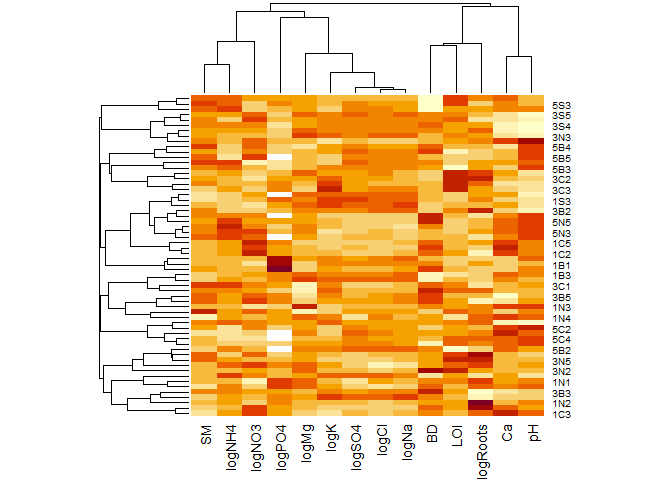 5S3
3S5
3S4
3N3
5B4
5B5
5B3
3C2
3C3
1S3
3B2
5N5
5N3
1C5
1C2
1B1
1B3
3C1
3B5
1N3
1N4
5C2
5C4
5B2
3N5
3N2
1N1
3B3
1N2
1C3
SM
logNH4
logNO3
logPO4
logMg
logK
logSO4
logCl
logNa
BD
LOI
logRoots
Ca
pH